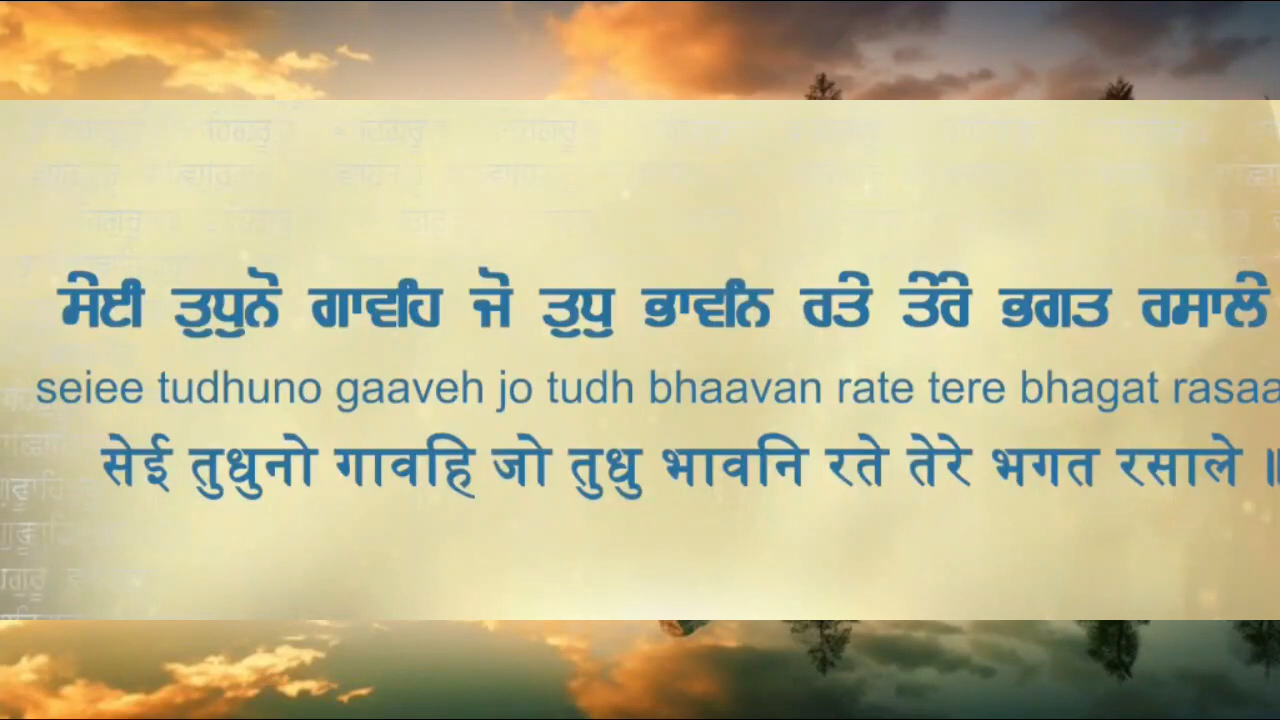 ਸੇਈ ਤੁਧੁਨੋ ਗਾਵਹਿ ਜੋ ਤੁਧੁ ਭਾਵਨਿ ਰਤੇ ਤੇਰੇ ਭਗਤ ਰਸਾਲੇ
seiee tudhuno gaaveh jo tudh bhaavan rate tere bhagat rasaa
सेई तुधुनो गावहि जो तुधु भावनि रते तेरे भगत रसाले ॥